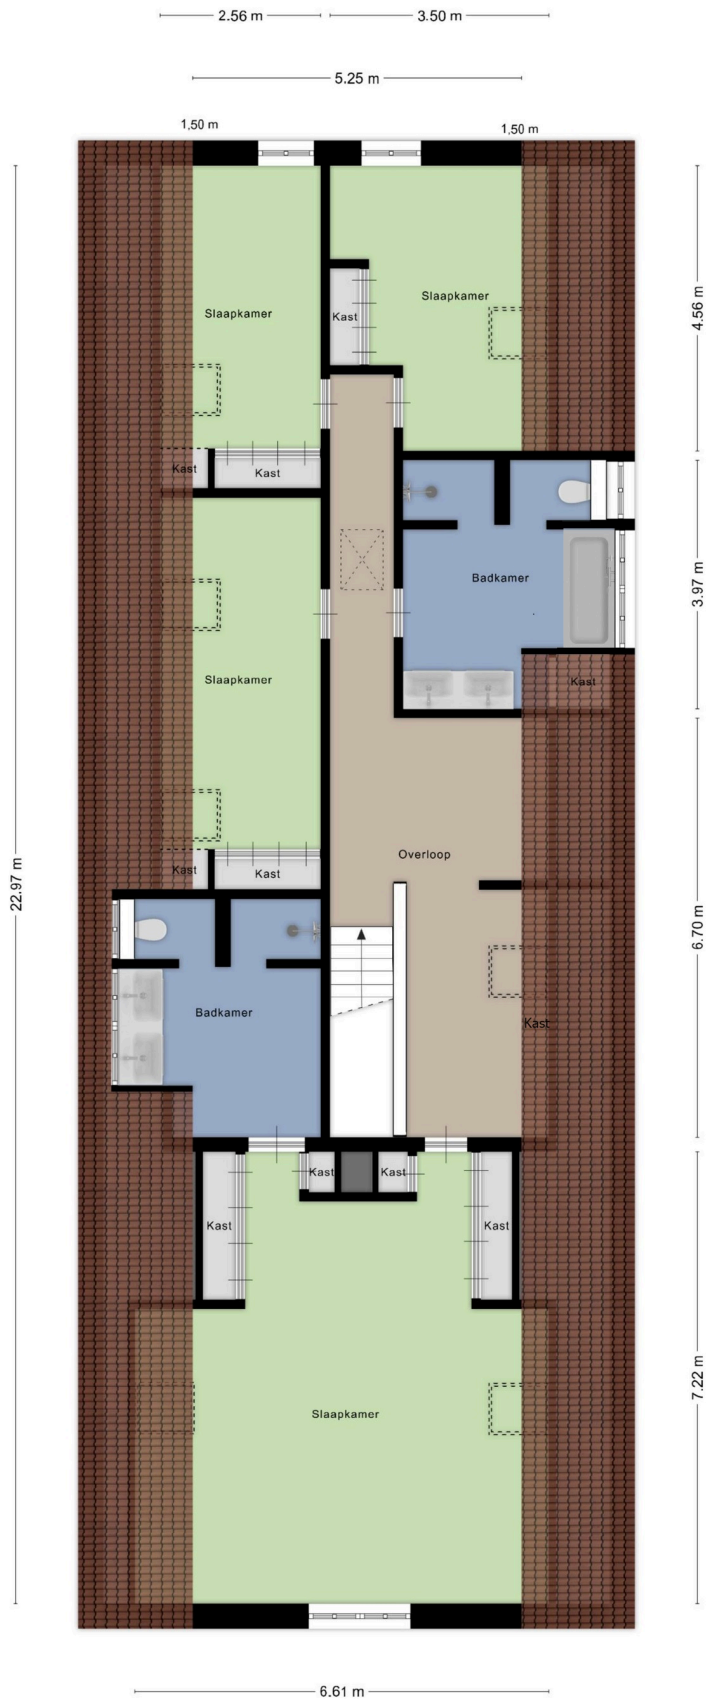 2.56 m
3.50 m
5.25 m
1,50 m
1,50 m
Slaapkamer
Slaapkamer
Kast
4.56 m
Kast
Kast
Badkamer
3.97 m
Slaapkamer
Kast
Overloop
Kast
Kast
22.97 m
6.70 m
Badkamer
Kast
Kast
Kast
Kast
Kast
7.22 m
Slaapkamer
6.61 m